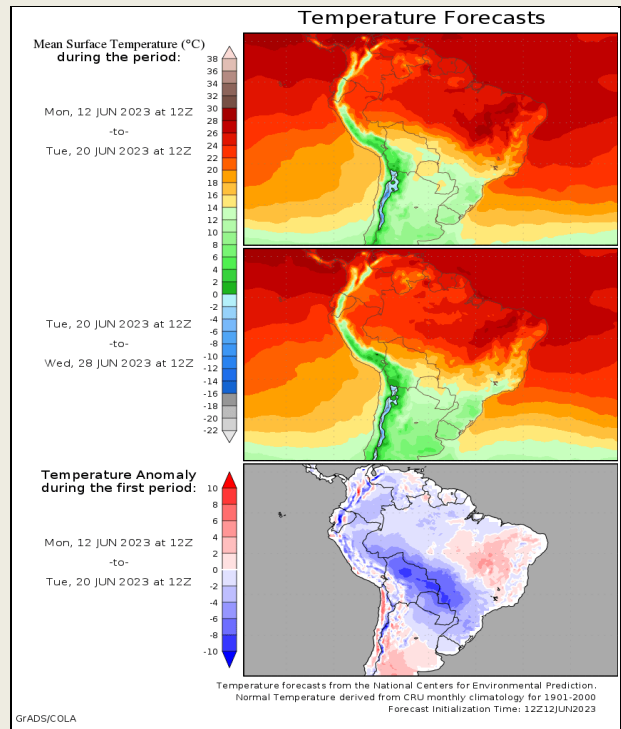 Temperature Forecasts
Mean Surface Temperature (°C)
during the period:
38
36
34
32
30
28
26
24
22
20
18
16
14
12
10
8
6
4
2
0
-2
-4
-6
-8
-10
-12
-14
-16
-18
-20
-22
Mon, 12 JUN 2023 at 12Z
-to-
Tue, 20 JUN 2023 at 12Z
Tue, 20 JUN 2023 at 12Z
-to-
Wed, 28 JUN 2023 at 12Z
Temperature Anomaly
during the first period:
10
8
6
4
2
0
-2
-4
-6
-8
-10
Mon, 12 JUN 2023 at 12Z
-to-
Tue, 20 JUN 2023 at 12Z
Temperature forecasts from the National Centers for Environmental Prediction.
Normal Temperature derived from CRU monthly climatology for 1901-2000
Forecast Initialization Time: 12Z12JUN2023
GrADS/COLA